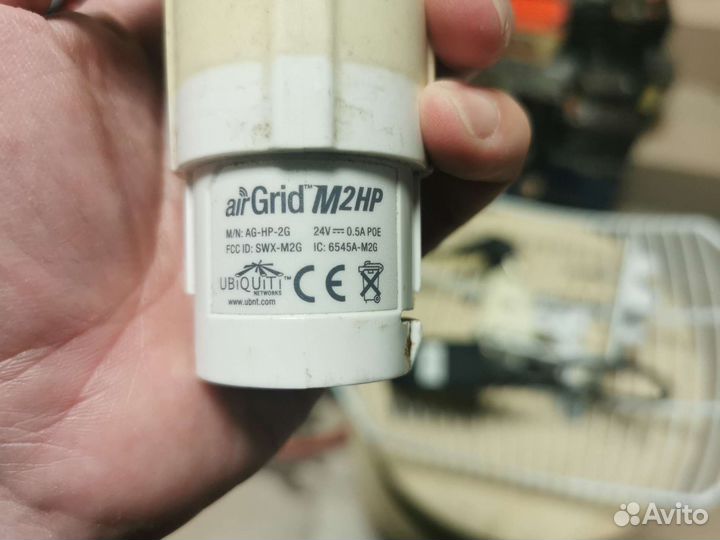 airGrid™ M2HP
M/N: AG-HP-2G 24V⎓0.5A POE
FCC ID: SWX-M2G IC: 6545A-M2G
UBiQUiTi™ CE
NETWORKS
www.ubnt.com
Avito